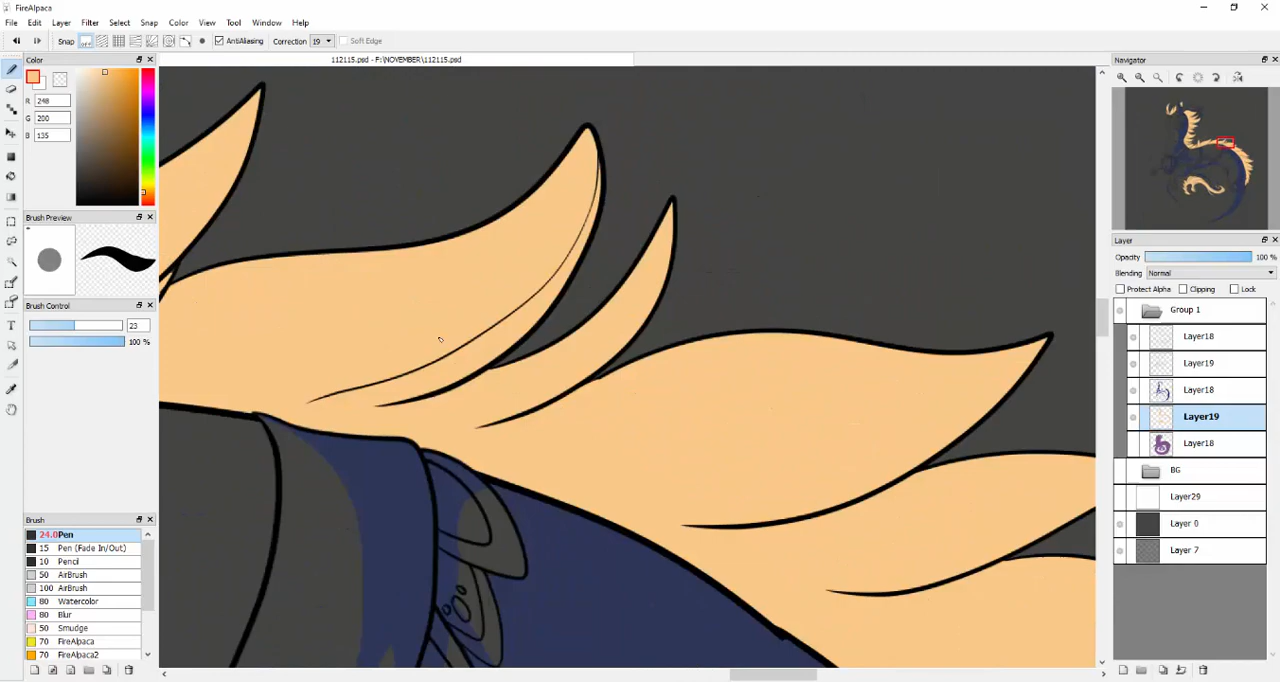 FireAlpaca
File Edit Layer Filter Select Snap Color View Tool Window Help
Snap AntiAliasing Correction 19 Soft Edge
Color
112115.psd - F:\NOVEMBER\112115.psd
Navigator
R 248
G 200
B 135
Brush Preview
Layer
Opacity 100 %
Blending Normal
Protect Alpha Clipping Lock
Brush Control
23
100 %
Group 1
Layer18
Layer19
Layer18
Layer19
Layer18
BG
Layer29
Layer 0
Layer 7
Brush
24.0 Pen
15 Pen (Fade In/Out)
10 Pencil
50 AirBrush
100 AirBrush
80 Watercolor
80 Blur
50 Smudge
70 FireAlpaca
70 FireAlpaca2